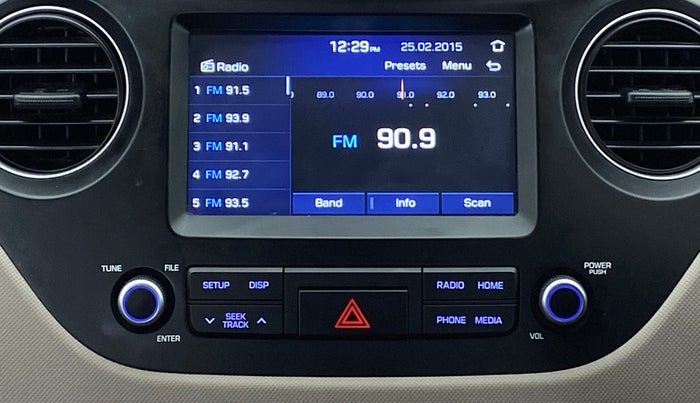 12:29 PM 25.02.2015
Radio Presets Menu
1 FM 91.5
89.0 90.0 91.0 92.0 93.0
2 FM 93.9
3 FM 91.1
FM 90.9
4 FM 92.7
5 FM 93.5
Band Info Scan
TUNE FILE
ENTER
SETUP DISP
SEEK
TRACK
RADIO HOME
PHONE MEDIA
POWER
PUSH
VOL